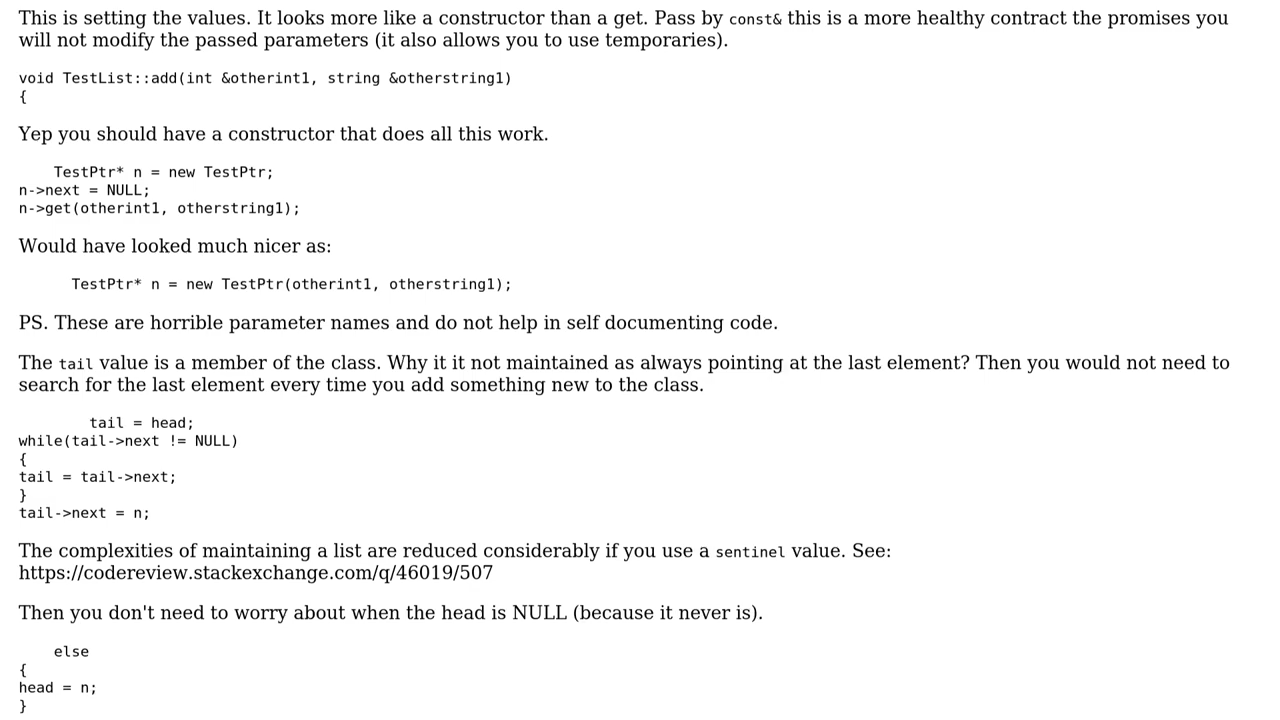 This is setting the values. It looks more like a constructor than a get. Pass by const& this is a more healthy contract the promises you
will not modify the passed parameters (it also allows you to use temporaries).
void TestList::add(int &otherint1, string &otherstring1)
{
Yep you should have a constructor that does all this work.
    TestPtr* n = new TestPtr;
n->next = NULL;
n->get(otherint1, otherstring1);
Would have looked much nicer as:
      TestPtr* n = new TestPtr(otherint1, otherstring1);
PS. These are horrible parameter names and do not help in self documenting code.
The tail value is a member of the class. Why it it not maintained as always pointing at the last element? Then you would not need to
search for the last element every time you add something new to the class.
        tail = head;
while(tail->next != NULL)
{
tail = tail->next;
}
tail->next = n;
The complexities of maintaining a list are reduced considerably if you use a sentinel value. See:
https://codereview.stackexchange.com/q/46019/507
Then you don't need to worry about when the head is NULL (because it never is).
    else
{
head = n;
}